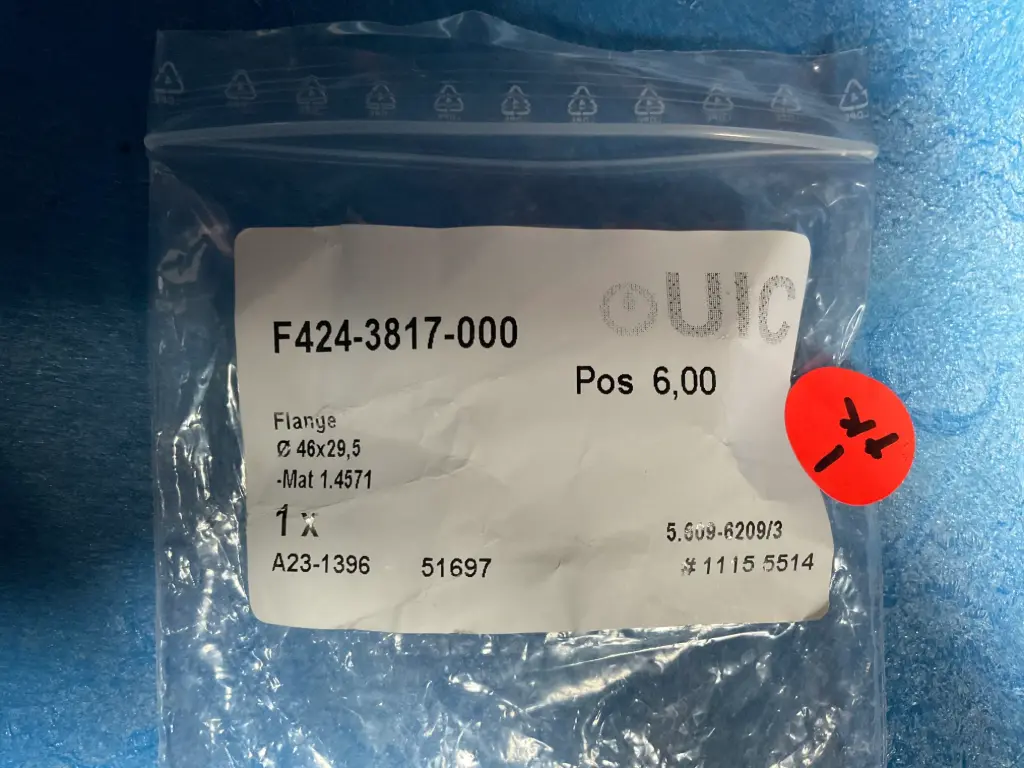 UIC
F424-3817-000
Pos 6,00
Flange
Ø 46x29,5
-Mat 1.4571
1 x
A23-1396 51697
5.609-6209/3
# 1115 5514